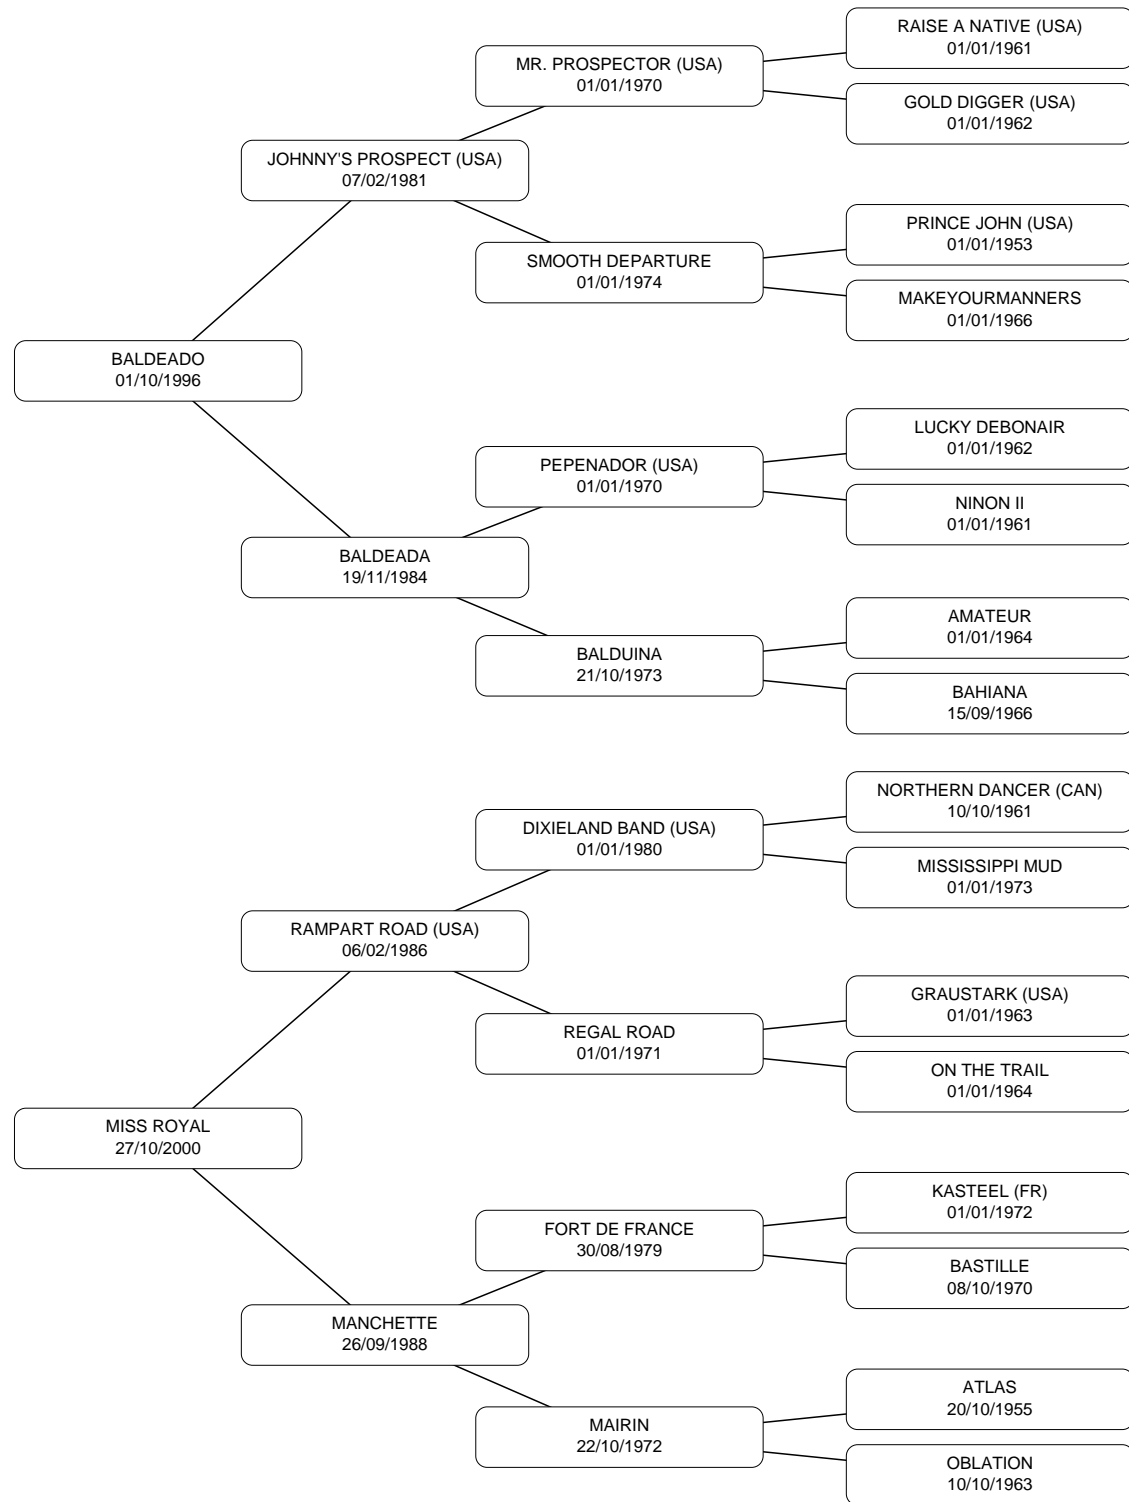 RAISE A NATIVE (USA)
01/01/1961
MR. PROSPECTOR (USA)
01/01/1970
GOLD DIGGER (USA)
01/01/1962
JOHNNY'S PROSPECT (USA)
07/02/1981
PRINCE JOHN (USA)
01/01/1953
SMOOTH DEPARTURE
01/01/1974
MAKEYOURMANNERS
01/01/1966
BALDEADO
01/10/1996
LUCKY DEBONAIR
01/01/1962
PEPENADOR (USA)
01/01/1970
NINON II
01/01/1961
BALDEADA
19/11/1984
AMATEUR
01/01/1964
BALDUINA
21/10/1973
BAHIANA
15/09/1966
NORTHERN DANCER (CAN)
10/10/1961
DIXIELAND BAND (USA)
01/01/1980
MISSISSIPPI MUD
01/01/1973
RAMPART ROAD (USA)
06/02/1986
GRAUSTARK (USA)
01/01/1963
REGAL ROAD
01/01/1971
ON THE TRAIL
01/01/1964
MISS ROYAL
27/10/2000
KASTEEL (FR)
01/01/1972
FORT DE FRANCE
30/08/1979
BASTILLE
08/10/1970
MANCHETTE
26/09/1988
ATLAS
20/10/1955
MAIRIN
22/10/1972
OBLATION
10/10/1963